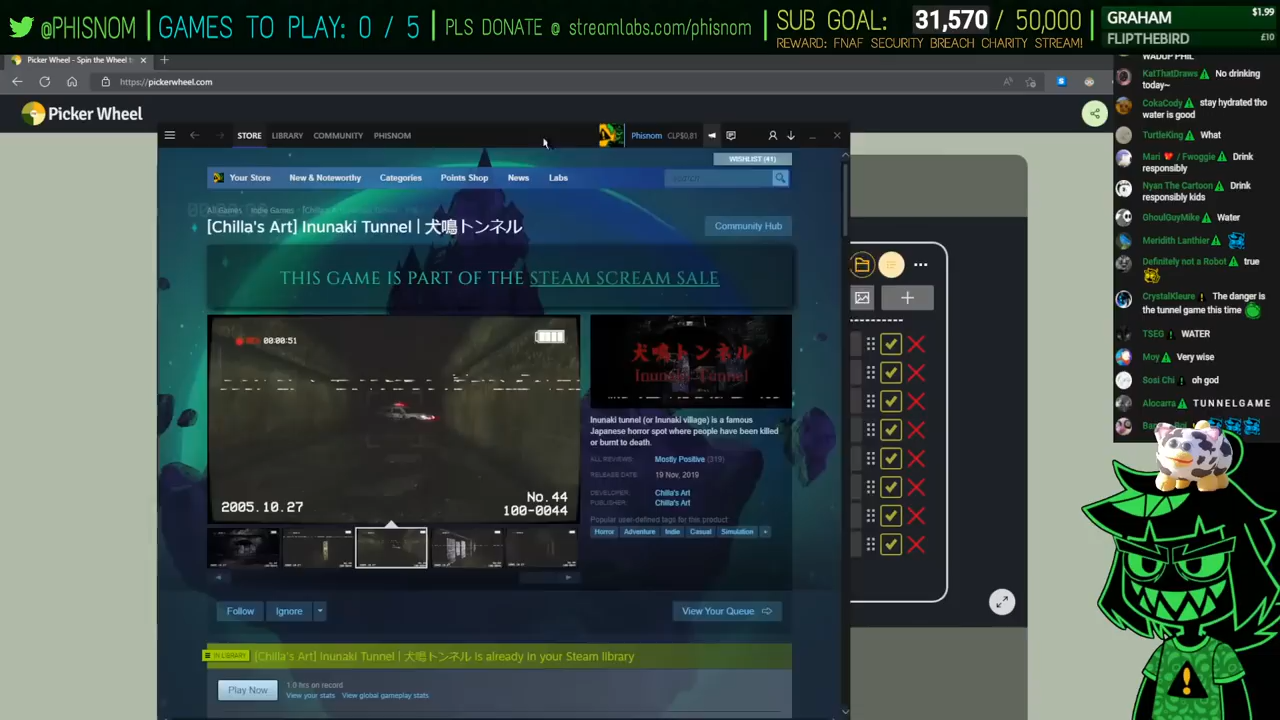 @PHISNOM
GAMES TO PLAY: 0 / 5
PLS DONATE @ streamlabs.com/phisnom
SUB GOAL: 31,570 / 50,000
REWARD: FNAF SECURITY BREACH CHARITY STREAM!
GRAHAM $1.99
FLIPTHEBIRD £10
Picker Wheel - Spin the Wheel t
https://pickerwheel.com
Picker Wheel
STORE LIBRARY COMMUNITY PHISNOM
Phisnom CLP$0,81
WISHLIST (41)
Your Store New & Noteworthy Categories Points Shop News Labs
search
All Games Indie Games
[Chilla's Art] Inunaki Tunnel | 犬鳴トンネル
Community Hub
THIS GAME IS PART OF THE STEAM SCREAM SALE
00:00:51
2005.10.27
No.44
100-0044
犬鳴トンネル
Inunaki Tunnel
Inunaki tunnel (or Inunaki village) is a famous
Japanese horror spot where people have been killed
or burnt to death.
ALL REVIEWS: Mostly Positive (319)
RELEASE DATE: 19 Nov, 2019
DEVELOPER: Chilla's Art
PUBLISHER: Chilla's Art
Popular user-defined tags for this product:
Horror Adventure Indie Casual Simulation +
Follow Ignore
View Your Queue
IN LIBRARY
[Chilla's Art] Inunaki Tunnel | 犬鳴トンネル is already in your Steam library
Play Now
1.0 hrs on record
View your stats View global gameplay stats
WADUP PHIL
KatThatDraws No drinking
today~
CokaCody stay hydrated tho
water is good
TurtleKing What
Mari / Fwoggie Drink
responsibly
Nyan The Cartoon Drink
responsibly kids
GhoulGuyMike Water
Meridith Lanthier
Definitely not a Robot true
CrystalKleure The danger is
the tunnel game this time
TSEG WATER
Moy Very wise
Sosi Chi oh god
Alocarra T U N N E L G A M E